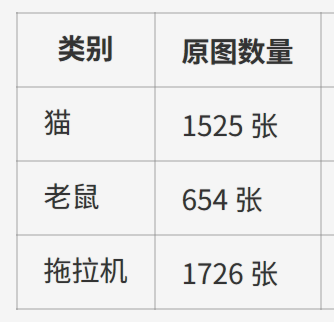 类别 原图数量
猫 1525 张
老鼠 654 张
拖拉机 1726 张